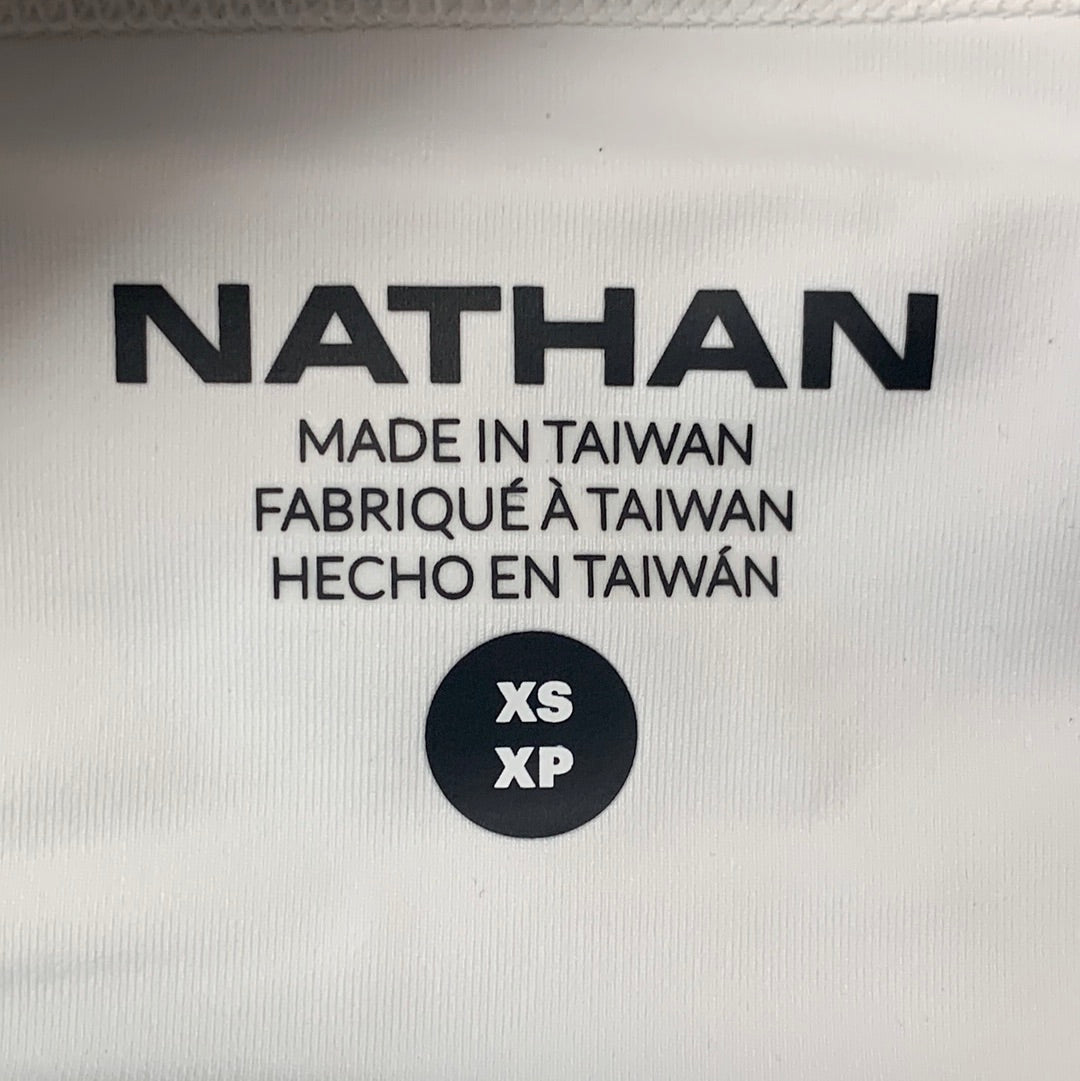 NATHAN
MADE IN TAIWAN
FABRIQUÉ À TAIWAN
HECHO EN TAIWÁN
XS
XP